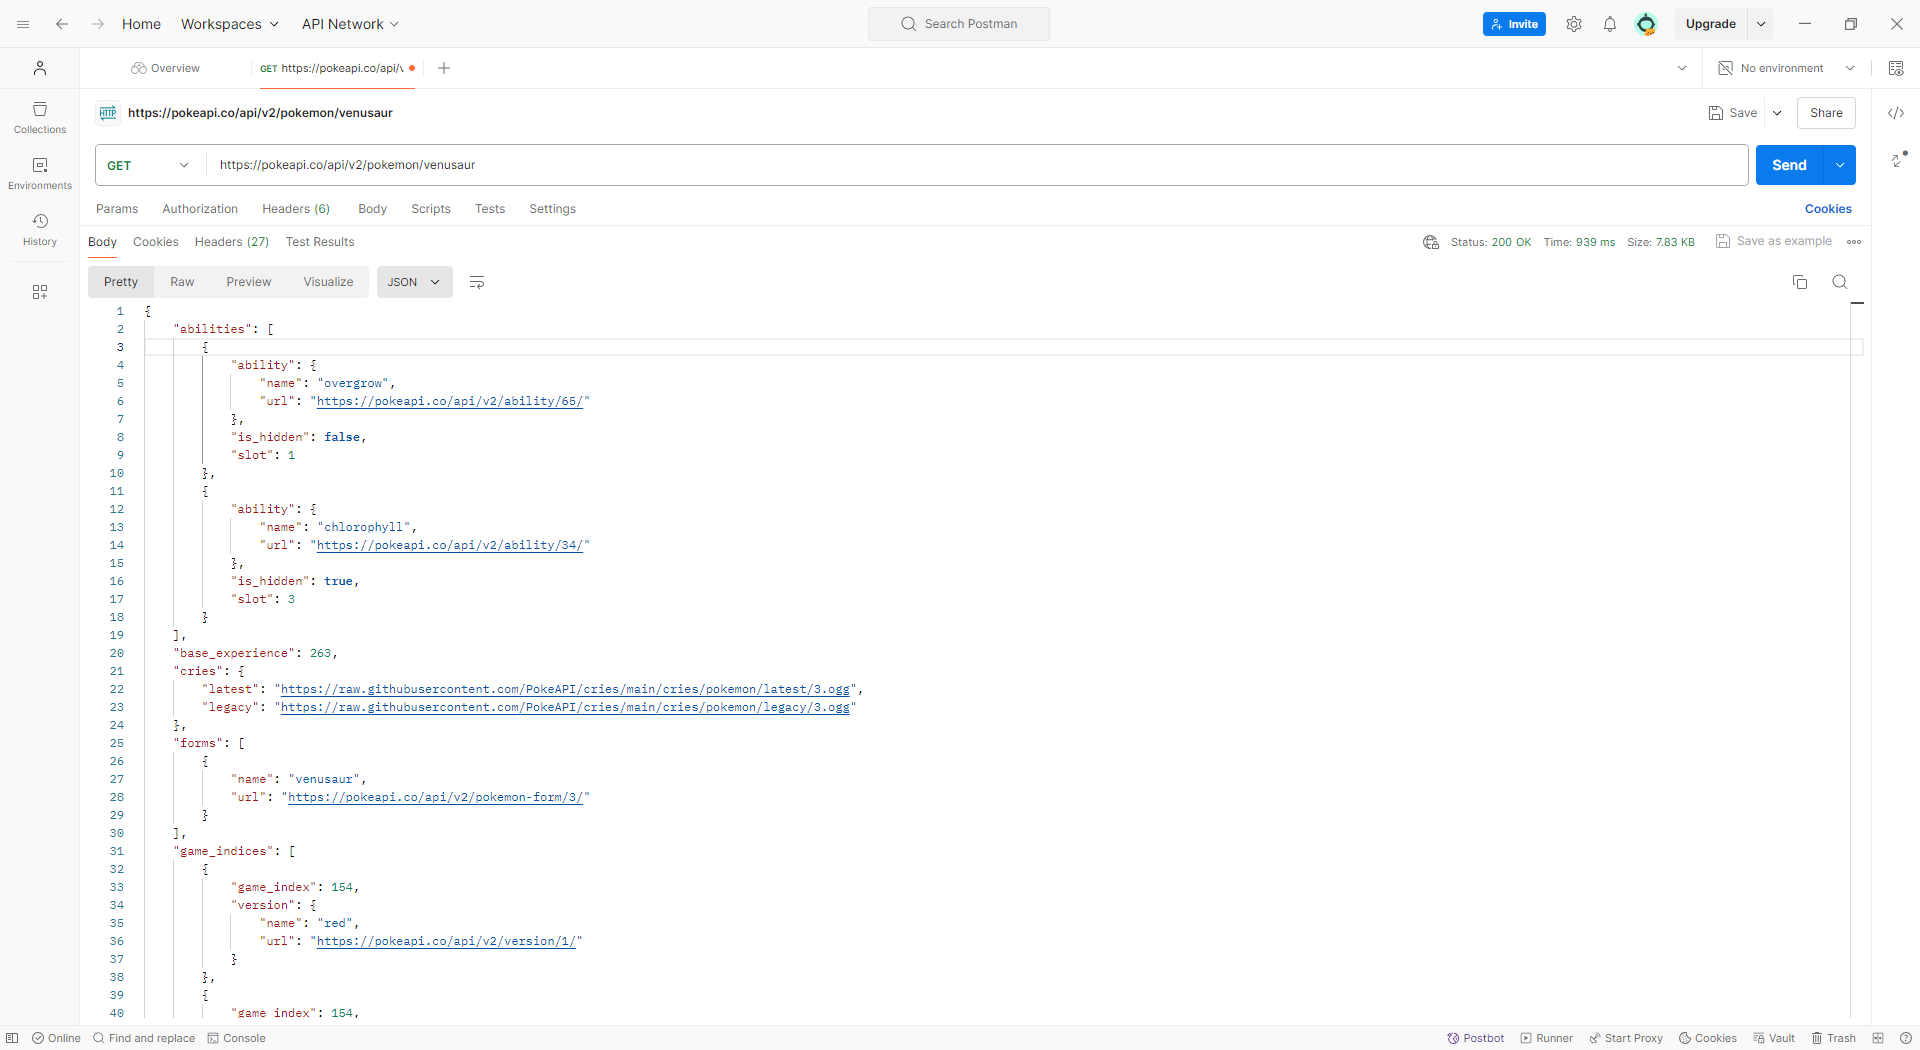 Home Workspaces API Network Search Postman Invite Upgrade
Overview GET https://pokeapi.co/api/v No environment
HTTP https://pokeapi.co/api/v2/pokemon/venusaur Save Share
Collections
GET https://pokeapi.co/api/v2/pokemon/venusaur Send
Environments
Params Authorization Headers (6) Body Scripts Tests Settings Cookies
History
Body Cookies Headers (27) Test Results Status: 200 OK Time: 939 ms Size: 7.83 KB Save as example
Pretty Raw Preview Visualize JSON
1 {
2 "abilities": [
3 {
4 "ability": {
5 "name": "overgrow",
6 "url": "https://pokeapi.co/api/v2/ability/65/"
7 },
8 "is_hidden": false,
9 "slot": 1
10 },
11 {
12 "ability": {
13 "name": "chlorophyll",
14 "url": "https://pokeapi.co/api/v2/ability/34/"
15 },
16 "is_hidden": true,
17 "slot": 3
18 }
19 ],
20 "base_experience": 263,
21 "cries": {
22 "latest": "https://raw.githubusercontent.com/PokeAPI/cries/main/cries/pokemon/latest/3.ogg",
23 "legacy": "https://raw.githubusercontent.com/PokeAPI/cries/main/cries/pokemon/legacy/3.ogg"
24 },
25 "forms": [
26 {
27 "name": "venusaur",
28 "url": "https://pokeapi.co/api/v2/pokemon-form/3/"
29 }
30 ],
31 "game_indices": [
32 {
33 "game_index": 154,
34 "version": {
35 "name": "red",
36 "url": "https://pokeapi.co/api/v2/version/1/"
37 }
38 },
39 {
40 "game_index": 154,
Online Find and replace Console Postbot Runner Start Proxy Cookies Vault Trash